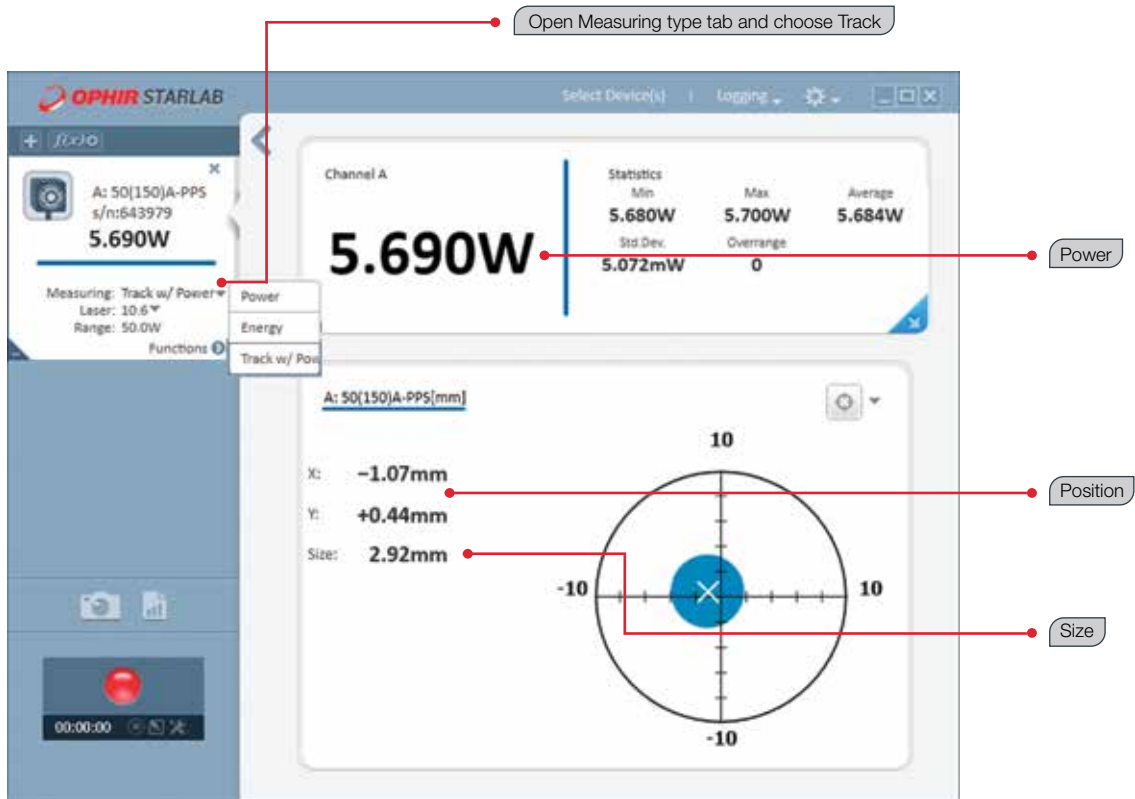 Open Measuring type tab and choose Track
OPHIR STARLAB
Select Device(s)
Logging
f(x)
A: 50(150)A-PPS
s/n:643979
5.690W
Measuring: Track w/ Power
Laser: 10.6
Range: 50.0W
Functions
Power
Energy
Track w/ Pow
Channel A
5.690W
Statistics
Min Max Average
5.680W 5.700W 5.684W
Std.Dev. Overrange
5.072mW 0
Power
A: 50(150)A-PPS[mm]
X: −1.07mm
Y: +0.44mm
Size: 2.92mm
10
-10
10
-10
Position
Size
00:00:00